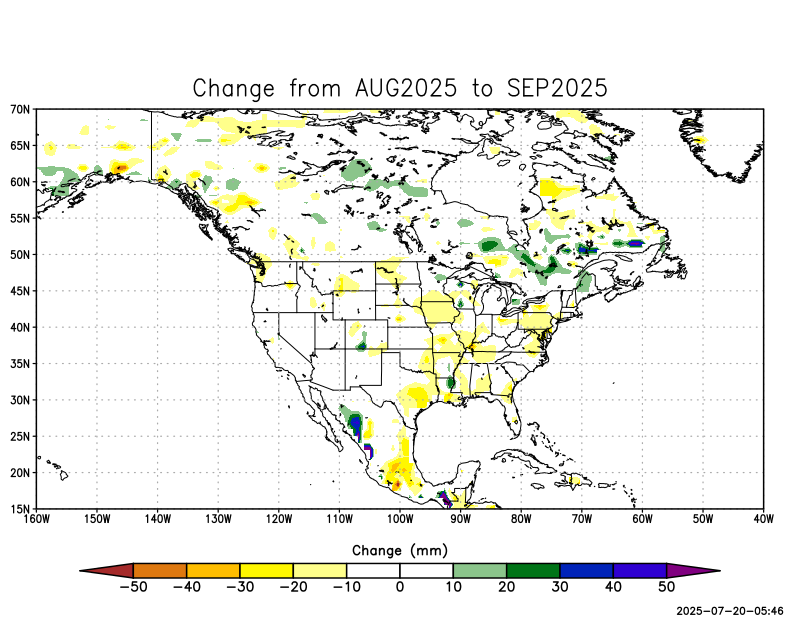 Change from AUG2025 to SEP2025
70N
65N
60N
55N
50N
45N
40N
35N
30N
25N
20N
15N
160W 150W 140W 130W 120W 110W 100W 90W 80W 70W 60W 50W 40W
Change (mm)
−50 −40 −30 −20 −10 0 10 20 30 40 50
2025-07-20-05:46